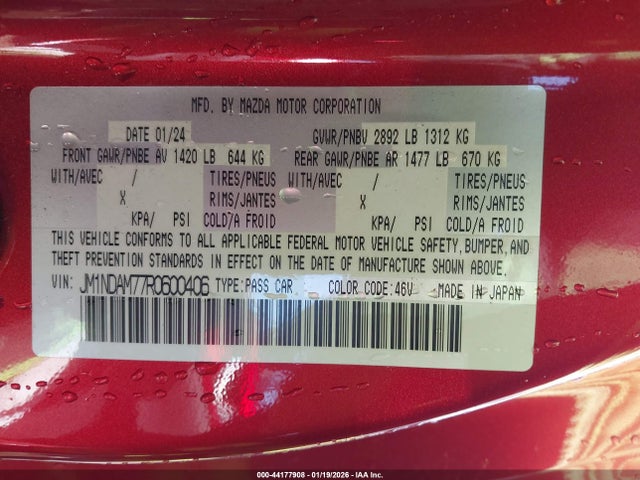 MFD. BY MAZDA MOTOR CORPORATION
DATE 01/24 GVWR/PNBV 2892 LB 1312 KG
FRONT GAWR/PNBE AV 1420 LB 644 KG REAR GAWR/PNBE AR 1477 LB 670 KG
WITH/AVEC / TIRES/PNEUS WITH/AVEC / TIRES/PNEUS
X RIMS/JANTES X RIMS/JANTES
KPA/ PSI COLD/A FROID KPA/ PSI COLD/A FROID
THIS VEHICLE CONFORMS TO ALL APPLICABLE FEDERAL MOTOR VEHICLE SAFETY, BUMPER, AND
THEFT PREVENTION STANDARDS IN EFFECT ON THE DATE OF MANUFACTURE SHOWN ABOVE.
VIN: JM1NDAM77R0600406 TYPE: PASS CAR COLOR CODE: 46V MADE IN JAPAN
000-44177908 - 01/19/2026 - IAA Inc.